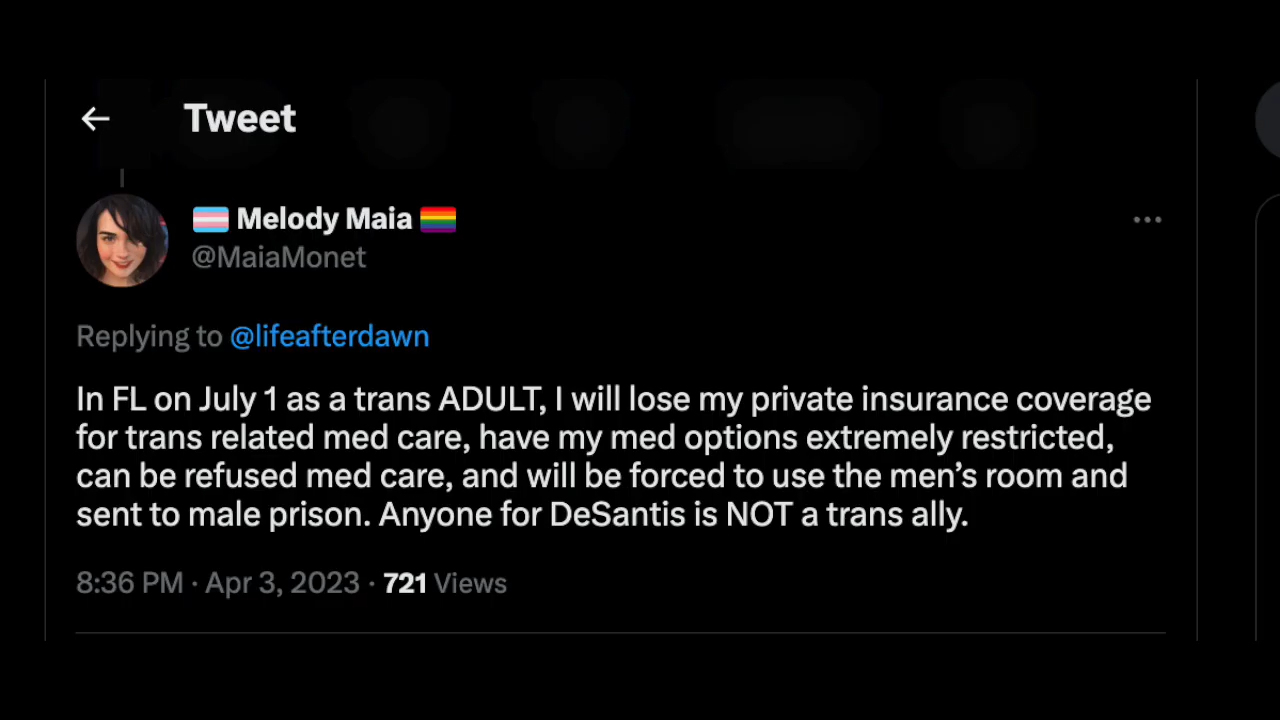 Tweet
🏳️‍⚧️ Melody Maia 🏳️‍🌈
@MaiaMonet
Replying to @lifeafterdawn
In FL on July 1 as a trans ADULT, I will lose my private insurance coverage
for trans related med care, have my med options extremely restricted,
can be refused med care, and will be forced to use the men’s room and
sent to male prison. Anyone for DeSantis is NOT a trans ally.
8:36 PM · Apr 3, 2023 · 721 Views